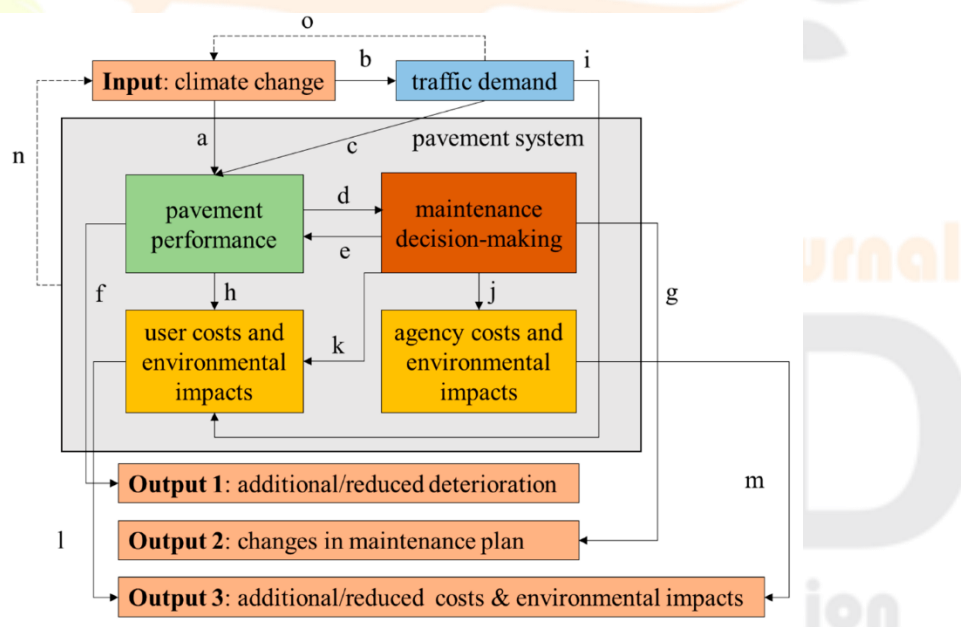 o
Input: climate change
b
traffic demand
i
a
c
pavement system
n
pavement
performance
d
e
maintenance
decision-making
f
h
j
g
user costs and
environmental
impacts
k
agency costs and
environmental
impacts
Output 1: additional/reduced deterioration
m
l
Output 2: changes in maintenance plan
Output 3: additional/reduced costs & environmental impacts
urnal
D
ion